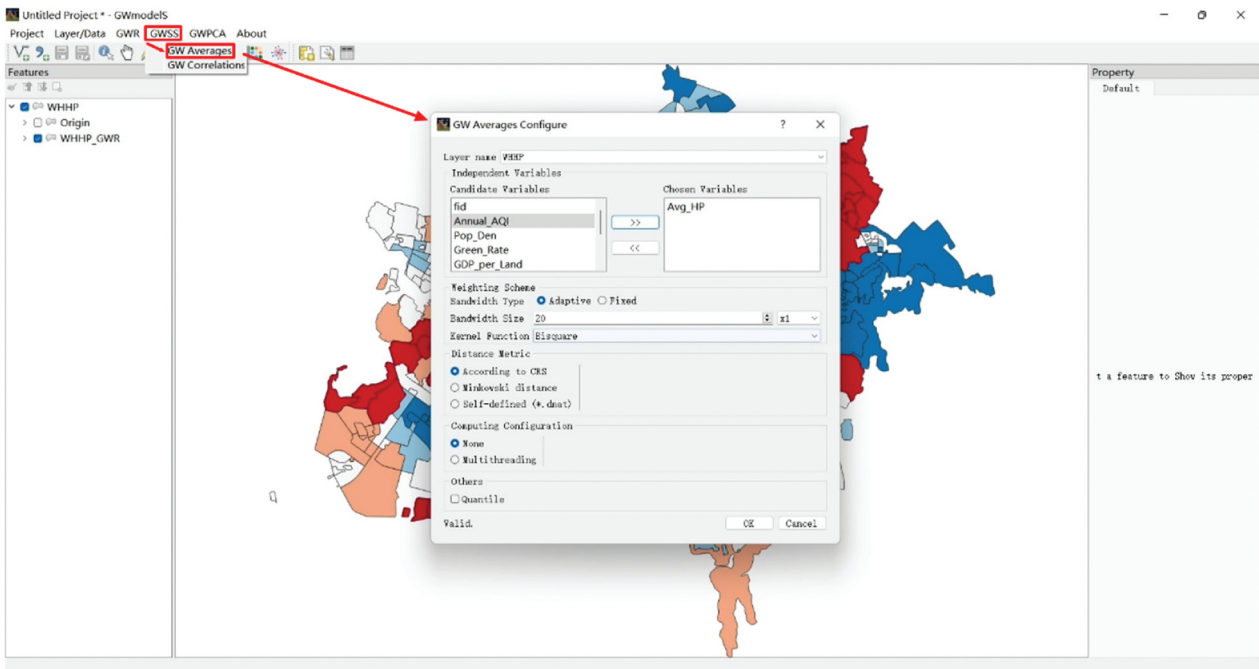 Untitled Project * - GWmodelS
Project Layer/Data GWR GWSS GWPCA About
GW Averages
GW Correlations
Features
WHHP
Origin
WHHP_GWR
Property
Default
t a feature to Show its proper
GW Averages Configure ?
Layer name WHHP
Independent Variables
Candidate Variables Chosen Variables
fid
Annual_AQI
Pop_Den
Green_Rate
GDP_per_Land
>>
<<
Avg_HP
Weighting Scheme
Bandwidth Type Adaptive Fixed
Bandwidth Size 20 x1
Kernel Function Bisquare
Distance Metric
According to CRS
Minkovski distance
Self-defined (*.dmat)
Computing Configuration
None
Multithreading
Others
Quantile
Valid.
OK Cancel